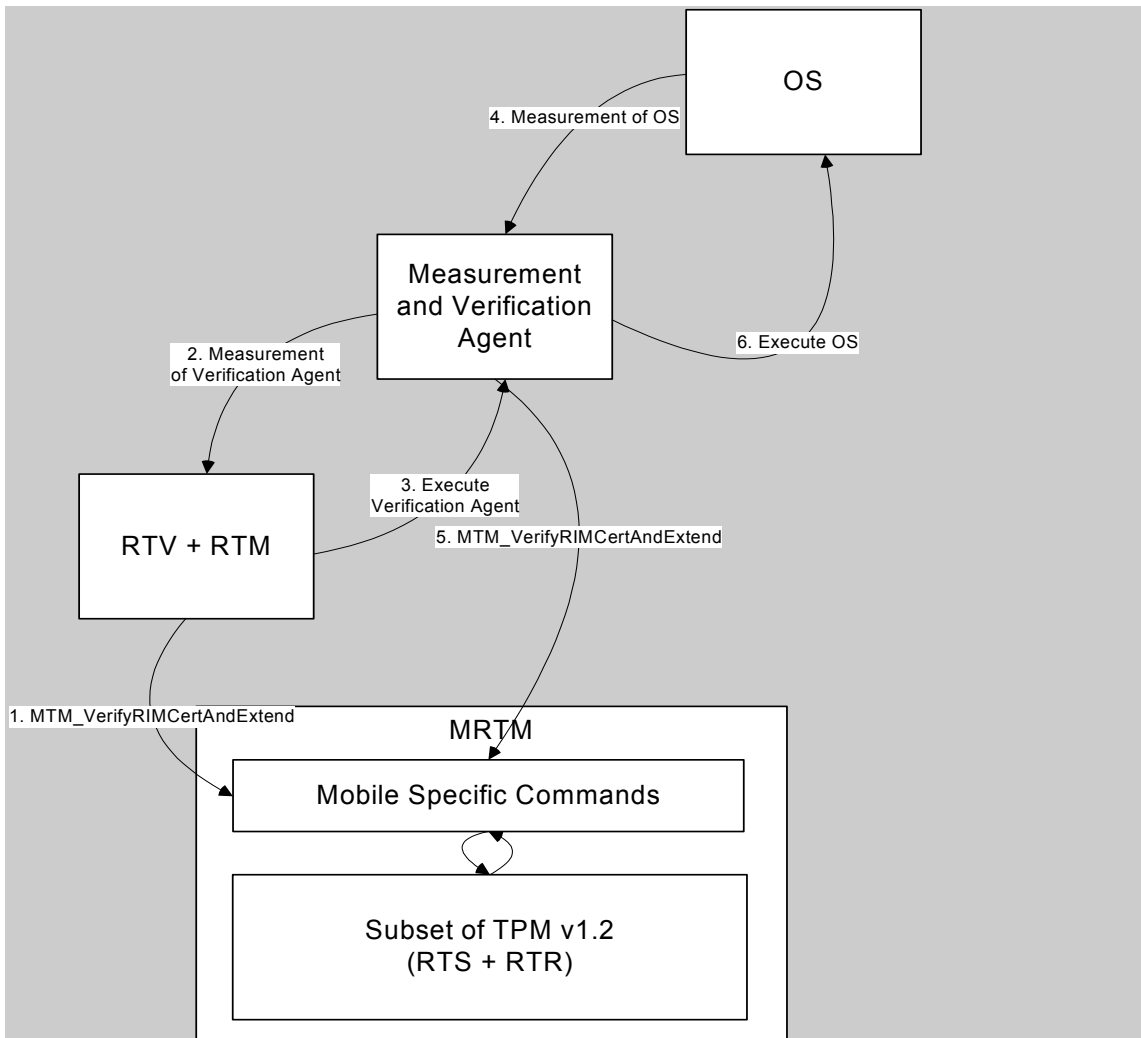 OS
4. Measurement of OS
Measurement
and Verification
Agent
6. Execute OS
2. Measurement
of Verification Agent
3. Execute
Verification Agent
RTV + RTM
5. MTM_VerifyRIMCertAndExtend
1. MTM_VerifyRIMCertAndExtend
MRTM
Mobile Specific Commands
Subset of TPM v1.2
(RTS + RTR)